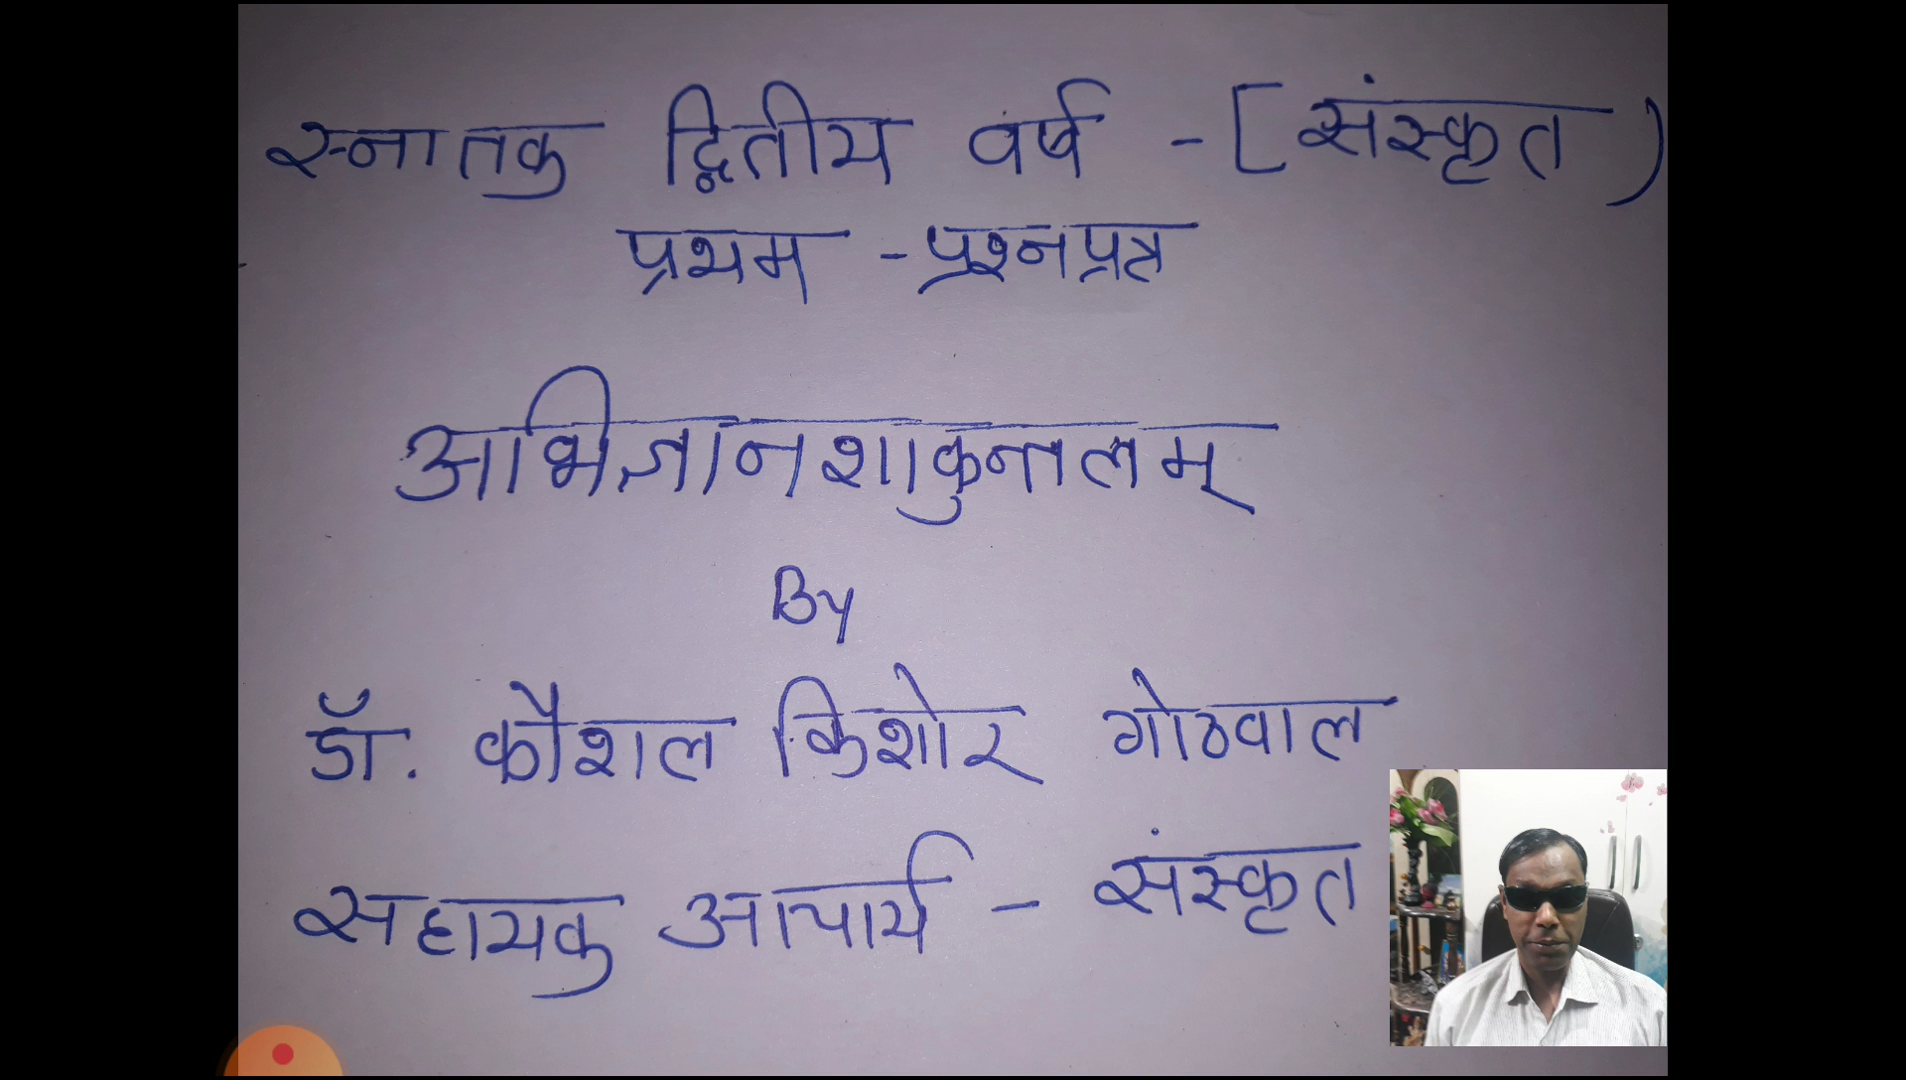 स्नातक द्वितीय वर्ष - [संस्कृत)
प्रथम - प्रश्नपत्र
अभिज्ञानशाकुन्तलम्
By
डॉ. कौशल किशोर गोठवाल
सहायक आचार्य - संस्कृत